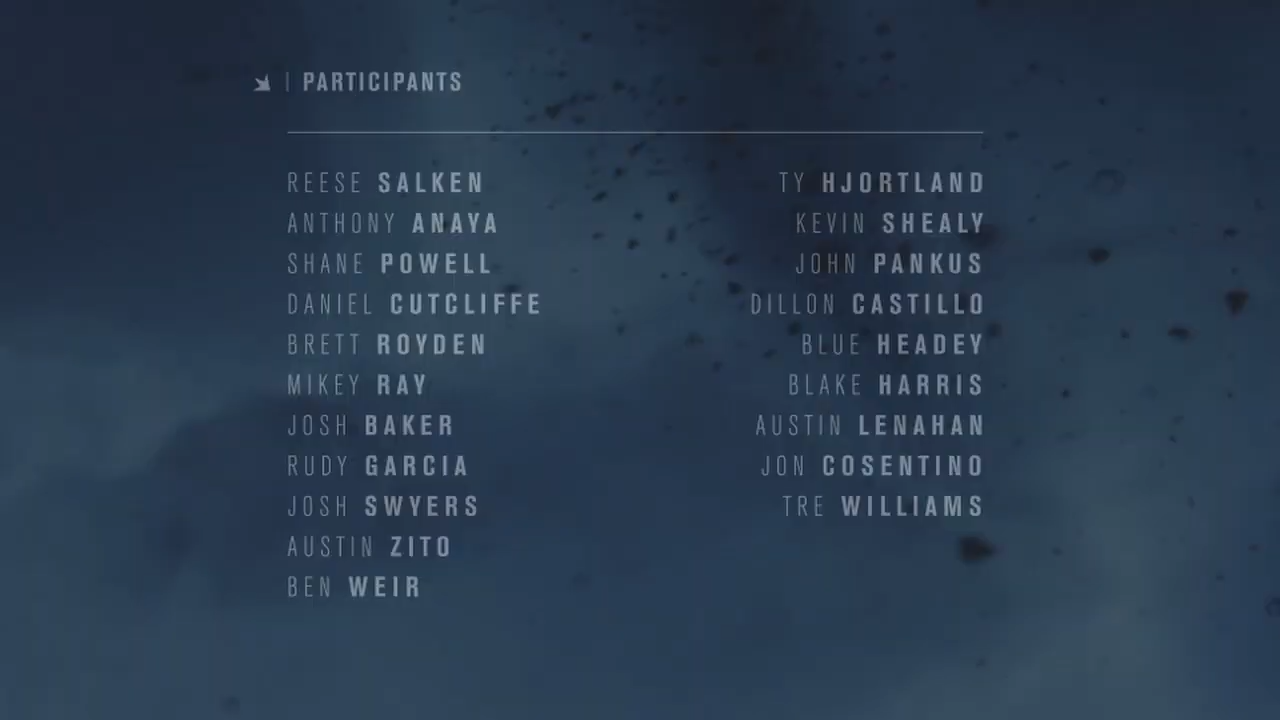 PARTICIPANTS
REESE SALKEN
ANTHONY ANAYA
SHANE POWELL
DANIEL CUTCLIFFE
BRETT ROYDEN
MIKEY RAY
JOSH BAKER
RUDY GARCIA
JOSH SWYERS
AUSTIN ZITO
BEN WEIR
TY HJORTLAND
KEVIN SHEALY
JOHN PANKUS
DILLON CASTILLO
BLUE HEADEY
BLAKE HARRIS
AUSTIN LENAHAN
JON COSENTINO
TRE WILLIAMS